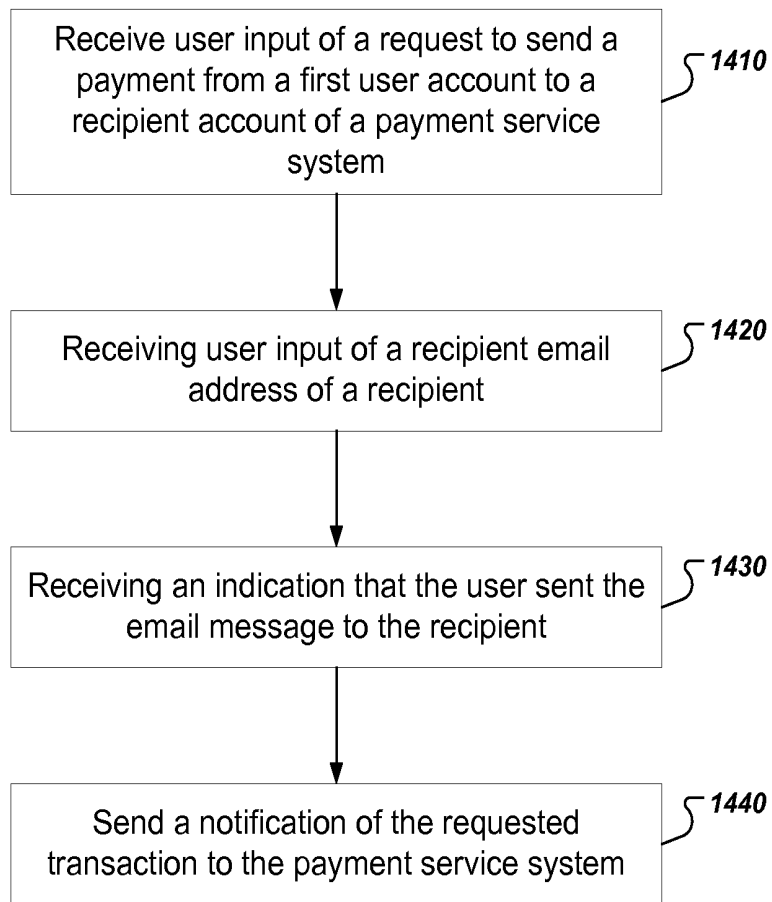 Receive user input of a request to send a
payment from a first user account to a
recipient account of a payment service
system
1410
Receiving user input of a recipient email
address of a recipient
1420
Receiving an indication that the user sent the
email message to the recipient
1430
Send a notification of the requested
transaction to the payment service system
1440